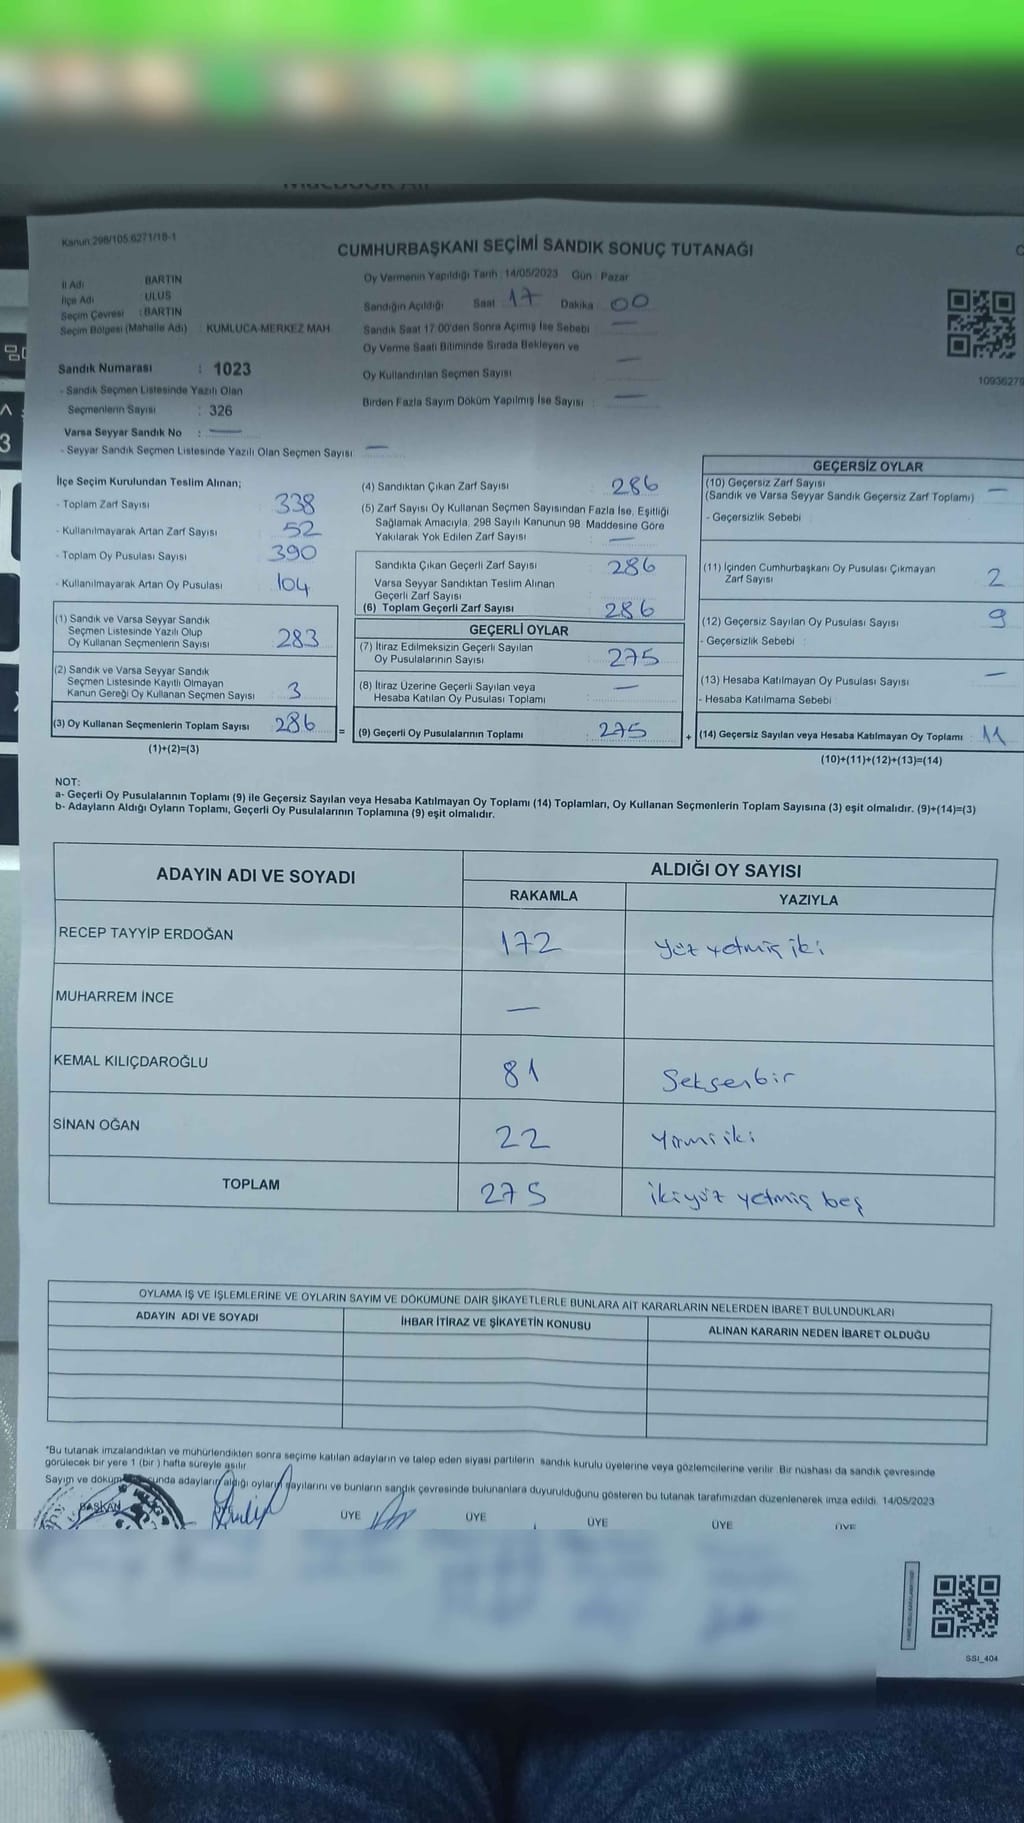 Kanun:298/105.6271/18-1
CUMHURBAŞKANI SEÇİMİ SANDIK SONUÇ TUTANAĞI
İl Adı BARTIN
İlçe Adı ULUS
Seçim Çevresi : BARTIN
Seçim Bölgesi (Mahalle Adı) : KUMLUCA-MERKEZ MAH.
Sandık Numarası : 1023
- Sandık Seçmen Listesinde Yazılı Olan
Seçmenlerin Sayısı : 326
Varsa Seyyar Sandık No : —
- Seyyar Sandık Seçmen Listesinde Yazılı Olan Seçmen Sayısı —
Oy Vermenin Yapıldığı Tarih : 14/05/2023 Gün : Pazar
Sandığın Açıldığı Saat 17 Dakika 00
Sandık Saat 17:00'den Sonra Açımış İse Sebebi —
Oy Verme Saati Bitiminde Sırada Bekleyen ve
Oy Kullandırılan Seçmen Sayısı —
Birden Fazla Sayım Döküm Yapılmış İse Sayısı : —
10936279
İlçe Seçim Kurulundan Teslim Alınan;
- Toplam Zarf Sayısı 338
- Kullanılmayarak Artan Zarf Sayısı 52
- Toplam Oy Pusulası Sayısı 390
- Kullanılmayarak Artan Oy Pusulası 104
(1) Sandık ve Varsa Seyyar Sandık
Seçmen Listesinde Yazılı Olup
Oy Kullanan Seçmenlerin Sayısı 283
(2) Sandık ve Varsa Seyyar Sandık
Seçmen Listesinde Kayıtlı Olmayan
Kanun Gereği Oy Kullanan Seçmen Sayısı 3
(3) Oy Kullanan Seçmenlerin Toplam Sayısı 286 =
(1)+(2)=(3)
(4) Sandıktan Çıkan Zarf Sayısı 286
(5) Zarf Sayısı Oy Kullanan Seçmen Sayısından Fazla İse, Eşitliği
Sağlamak Amacıyla, 298 Sayılı Kanunun 98. Maddesine Göre
Yakılarak Yok Edilen Zarf Sayısı —
Sandıkta Çıkan Geçerli Zarf Sayısı 286
Varsa Seyyar Sandıktan Teslim Alınan
Geçerli Zarf Sayısı
(6) Toplam Geçerli Zarf Sayısı 286
GEÇERLİ OYLAR
(7) İtiraz Edilmeksizin Geçerli Sayılan
Oy Pusulalarının Sayısı 275
(8) İtiraz Üzerine Geçerli Sayılan veya
Hesaba Katılan Oy Pusulası Toplamı —
(9) Geçerli Oy Pusulalarının Toplamı 275 +
GEÇERSİZ OYLAR
(10) Geçersiz Zarf Sayısı
(Sandık ve Varsa Seyyar Sandık Geçersiz Zarf Toplamı) —
- Geçersizlik Sebebi :
(11) İçinden Cumhurbaşkanı Oy Pusulası Çıkmayan
Zarf Sayısı 2
(12) Geçersiz Sayılan Oy Pusulası Sayısı 9
- Geçersizlik Sebebi :
(13) Hesaba Katılmayan Oy Pusulası Sayısı —
- Hesaba Katılmama Sebebi :
(14) Geçersiz Sayılan veya Hesaba Katılmayan Oy Toplamı : 11
(10)+(11)+(12)+(13)=(14)
NOT:
a- Geçerli Oy Pusulalarının Toplamı (9) ile Geçersiz Sayılan veya Hesaba Katılmayan Oy Toplamı (14) Toplamları, Oy Kullanan Seçmenlerin Toplam Sayısına (3) eşit olmalıdır. (9)+(14)=(3)
b- Adayların Aldığı Oyların Toplamı, Geçerli Oy Pusulalarının Toplamına (9) eşit olmalıdır.
ADAYIN ADI VE SOYADI ALDIĞI OY SAYISI
RAKAMLA YAZIYLA
RECEP TAYYİP ERDOĞAN 172 yüz yetmiş iki
MUHARREM İNCE —
KEMAL KILIÇDAROĞLU 81 Seksenbir
SİNAN OĞAN 22 Yirmi iki
TOPLAM 275 ikiyüz yetmiş beş
OYLAMA İŞ VE İŞLEMLERİNE VE OYLARIN SAYIM VE DÖKÜMÜNE DAİR ŞİKAYETLERLE BUNLARA AİT KARARLARIN NELERDEN İBARET BULUNDUKLARI
ADAYIN ADI VE SOYADI İHBAR İTİRAZ VE ŞİKAYETİN KONUSU ALINAN KARARIN NEDEN İBARET OLDUĞU
*Bu tutanak imzalandıktan ve mühürlendikten sonra seçime katılan adayların ve talep eden siyasi partilerin sandık kurulu üyelerine veya gözlemcilerine verilir. Bir nüshası da sandık çevresinde
görülecek bir yere 1 (bir) hafta süreyle asılır.
Sayım ve döküm sonucunda adayların aldığı oyların sayılarını ve bunların sandık çevresinde bulunanlara duyurulduğunu gösteren bu tutanak tarafımızdan düzenlenerek imza edildi. 14/05/2023
BAŞKAN ÜYE ÜYE ÜYE ÜYE ÜYE
SSI_404